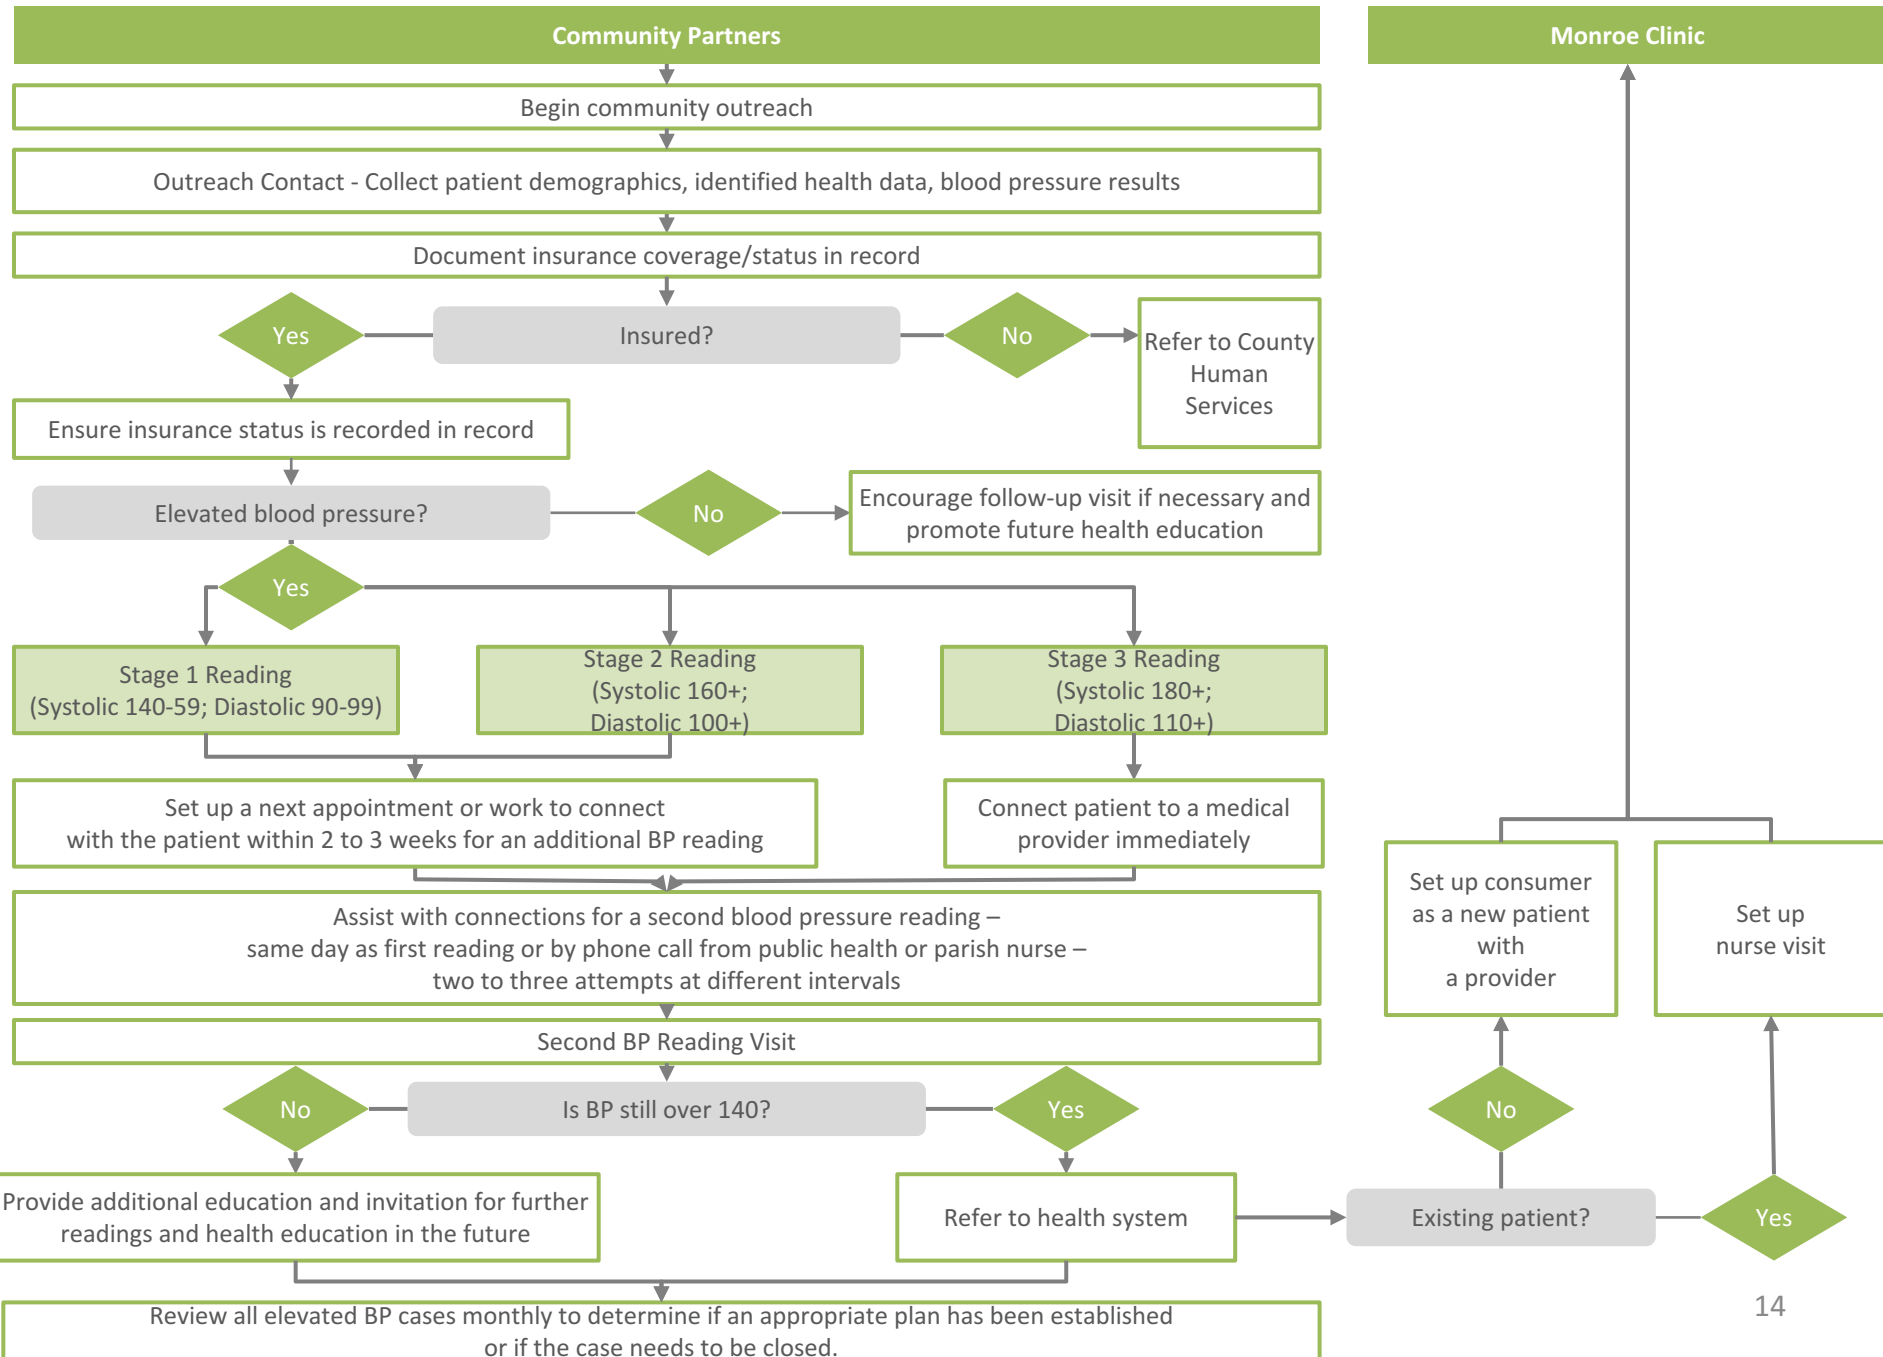 Community Partners
Monroe Clinic
Begin community outreach
Outreach Contact - Collect patient demographics, identified health data, blood pressure results
Document insurance coverage/status in record
Yes
Insured?
No
Refer to County
Human
Services
Ensure insurance status is recorded in record
Elevated blood pressure?
No
Encourage follow-up visit if necessary and
promote future health education
Yes
Stage 1 Reading
(Systolic 140-59; Diastolic 90-99)
Stage 2 Reading
(Systolic 160+;
Diastolic 100+)
Stage 3 Reading
(Systolic 180+;
Diastolic 110+)
Set up a next appointment or work to connect
with the patient within 2 to 3 weeks for an additional BP reading
Connect patient to a medical
provider immediately
Assist with connections for a second blood pressure reading –
same day as first reading or by phone call from public health or parish nurse –
two to three attempts at different intervals
Set up consumer
as a new patient
with
a provider
Set up
nurse visit
Second BP Reading Visit
No
Is BP still over 140?
Yes
No
Provide additional education and invitation for further
readings and health education in the future
Refer to health system
Existing patient?
Yes
Review all elevated BP cases monthly to determine if an appropriate plan has been established
or if the case needs to be closed.
14